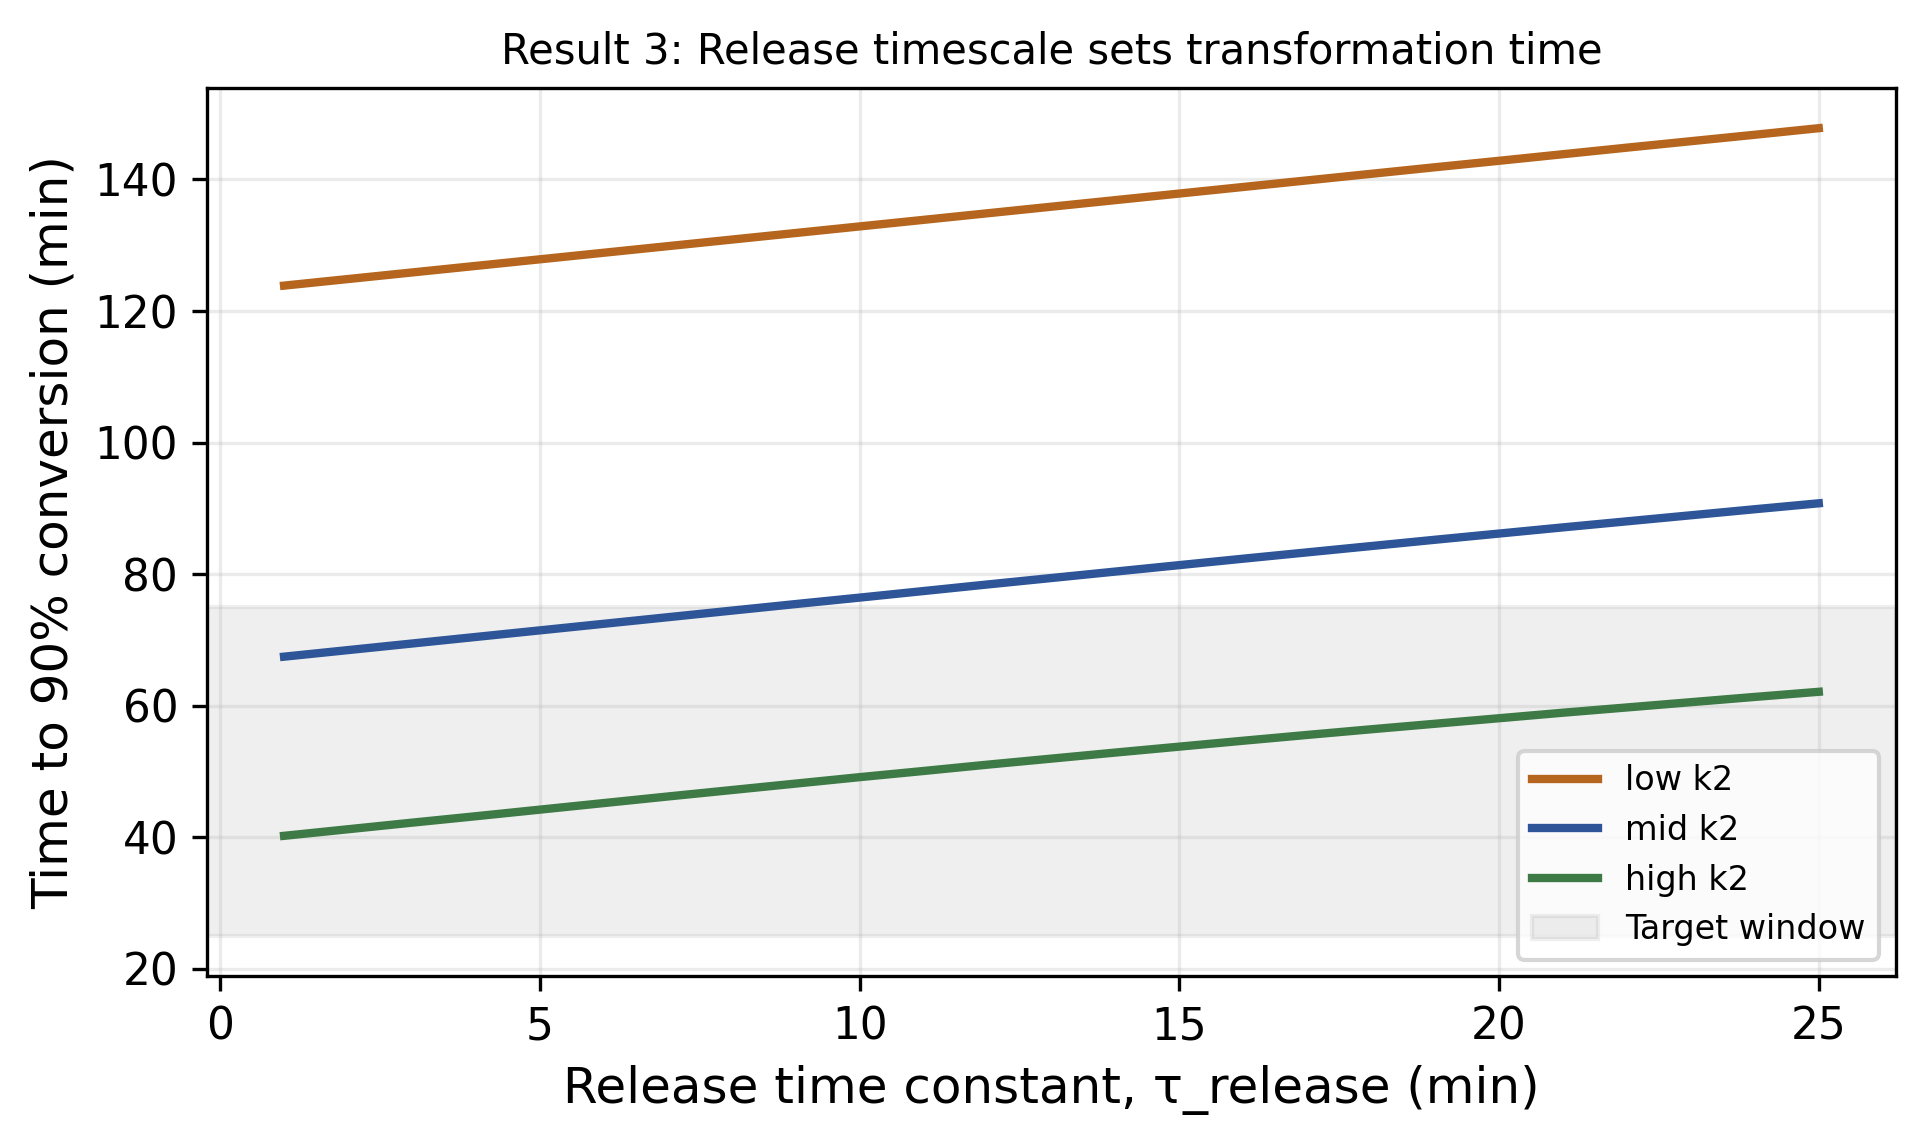 Result 3: Release timescale sets transformation time
Time to 90% conversion (min)
140
120
100
80
60
40
20
0 5 10 15 20 25
Release time constant, τ_release (min)
low k2
mid k2
high k2
Target window